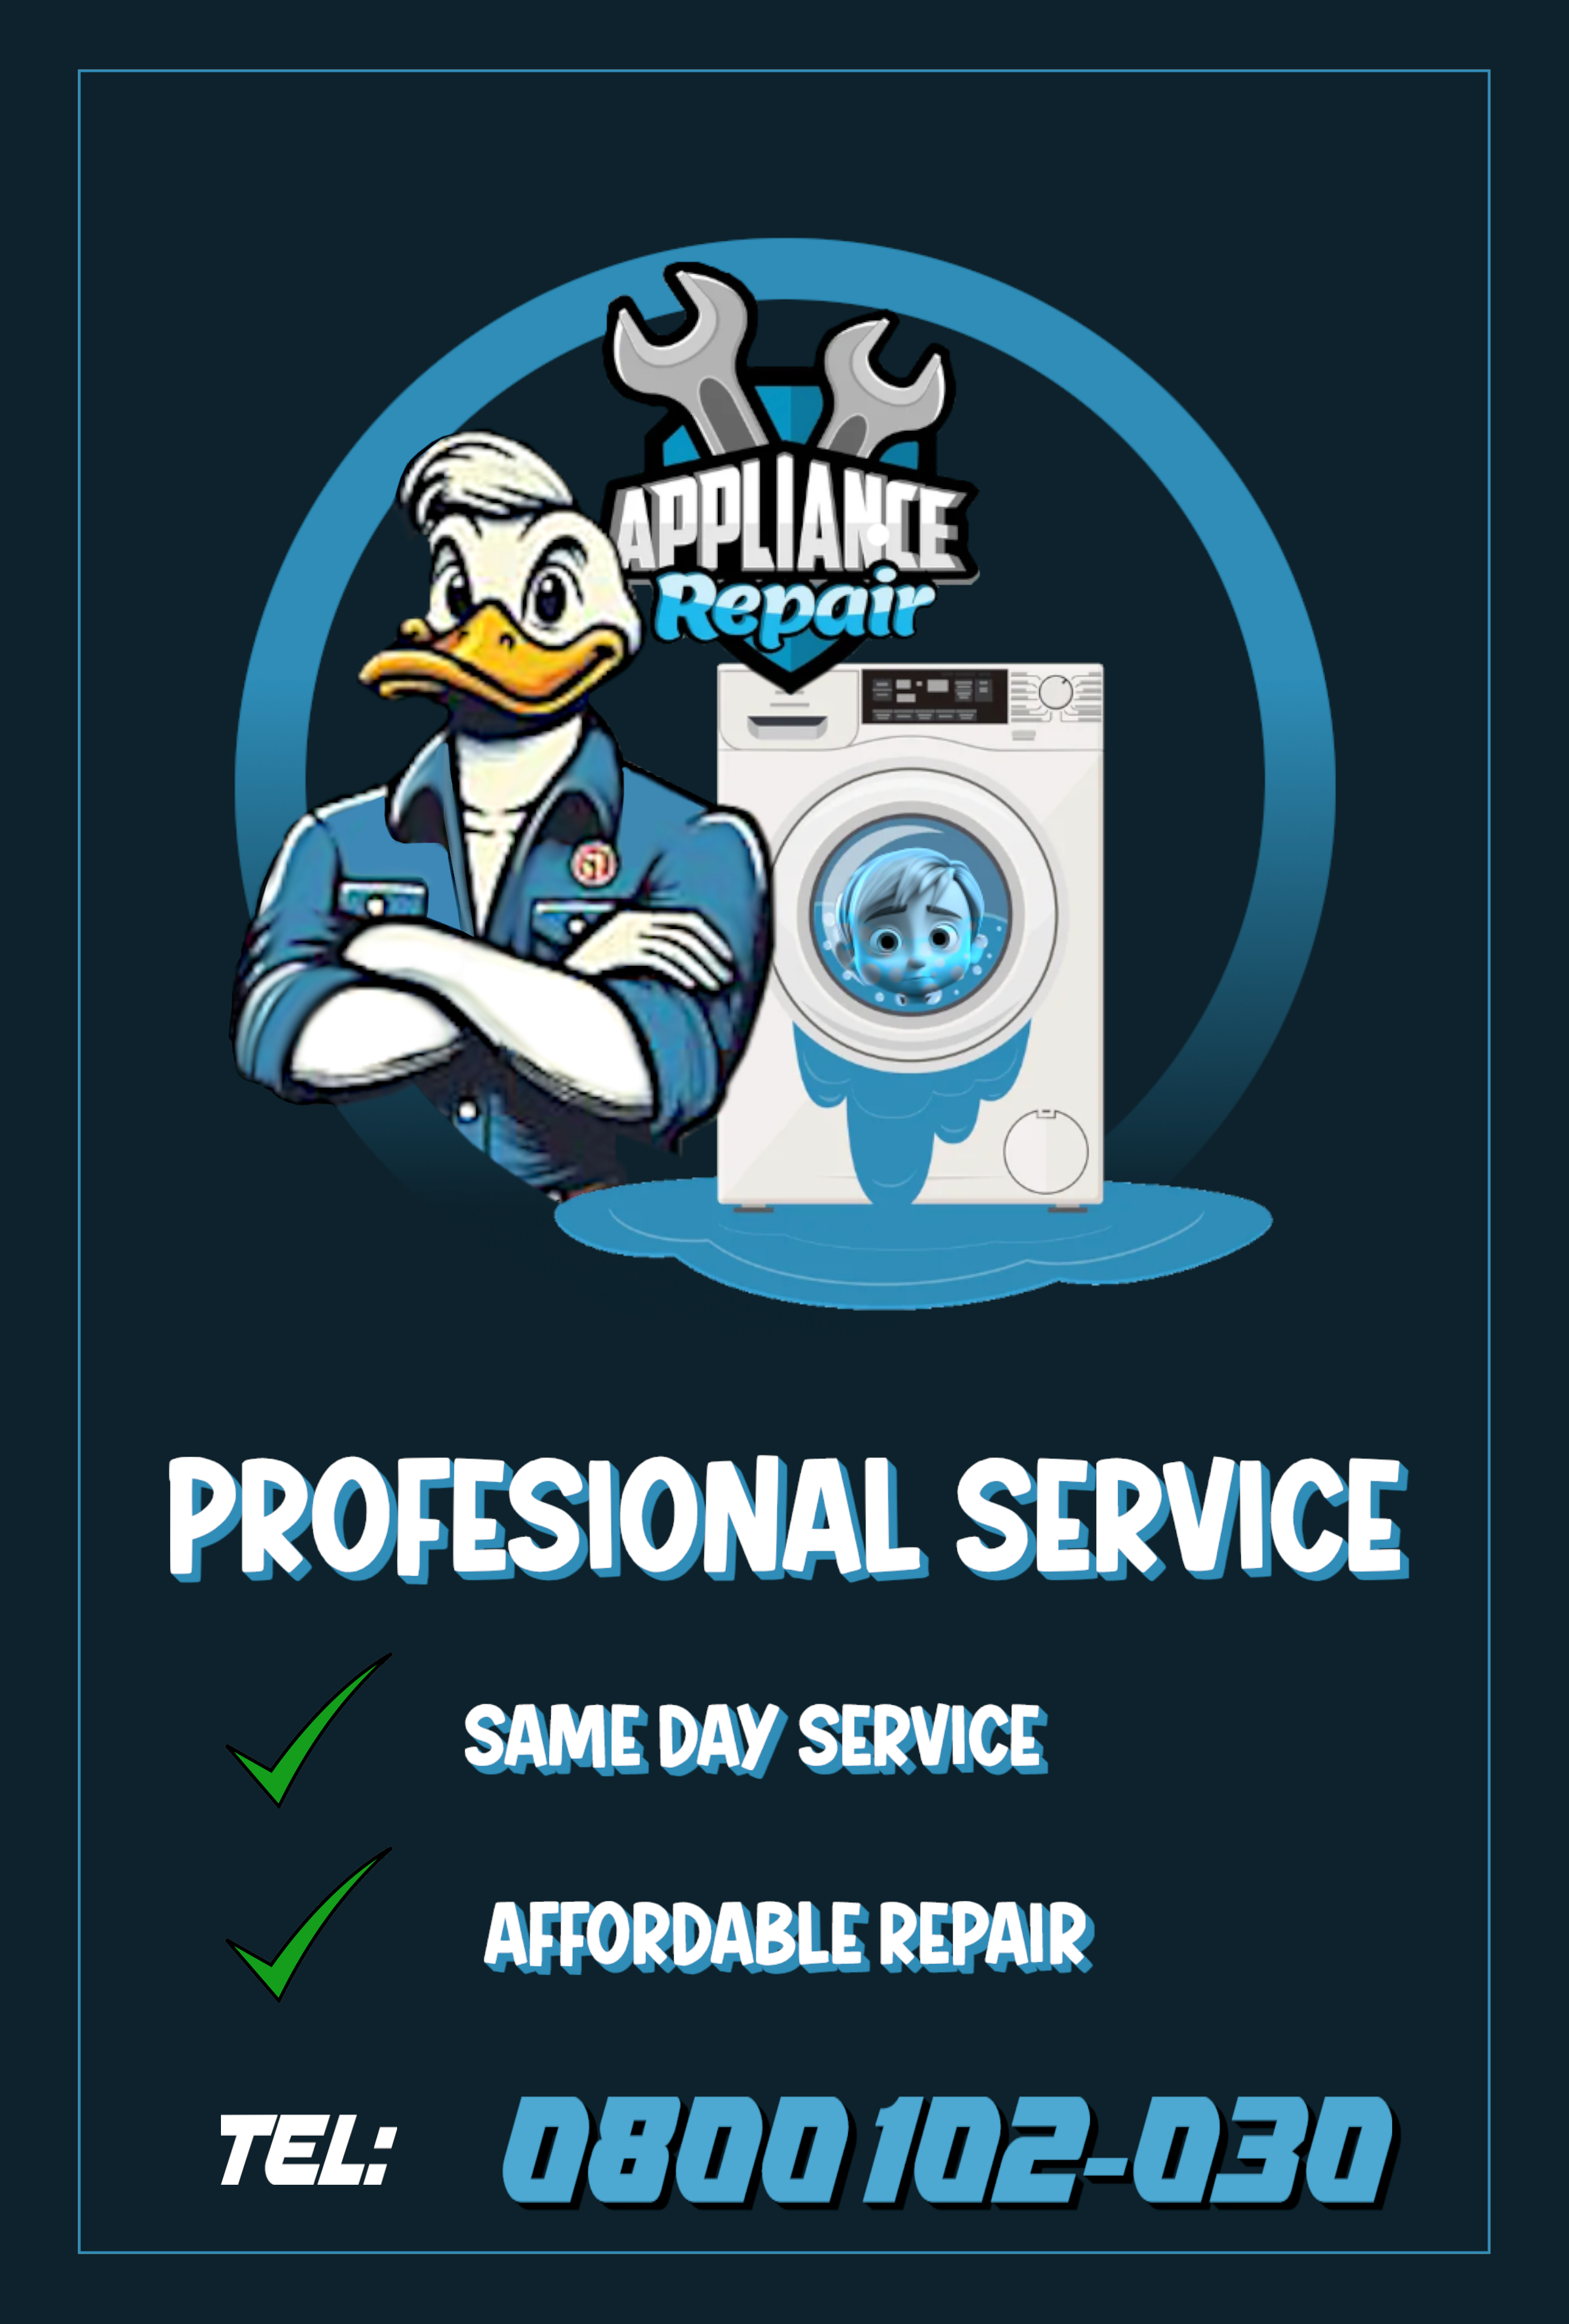 APPLIANCE
Repair
PROFESIONAL SERVICE
SAME DAY SERVICE
AFFORDABLE REPAIR
TEL: 0800 102-030